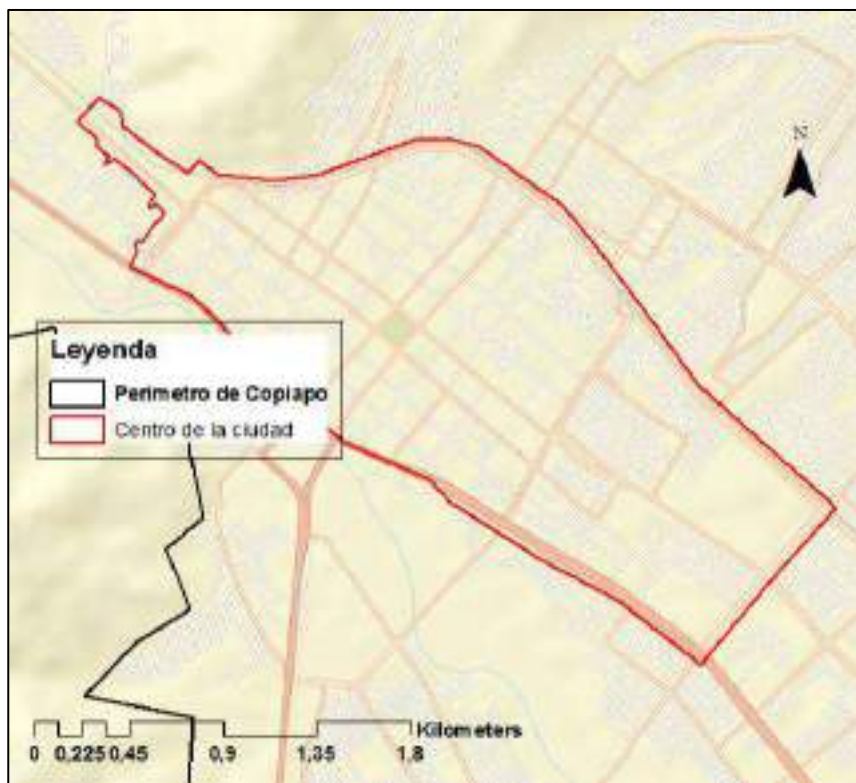 N
Leyenda
Perimetro de Copiapo
Centro de la ciudad
Kilometers
0 0,225 0,45 0,9 1,35 1,8